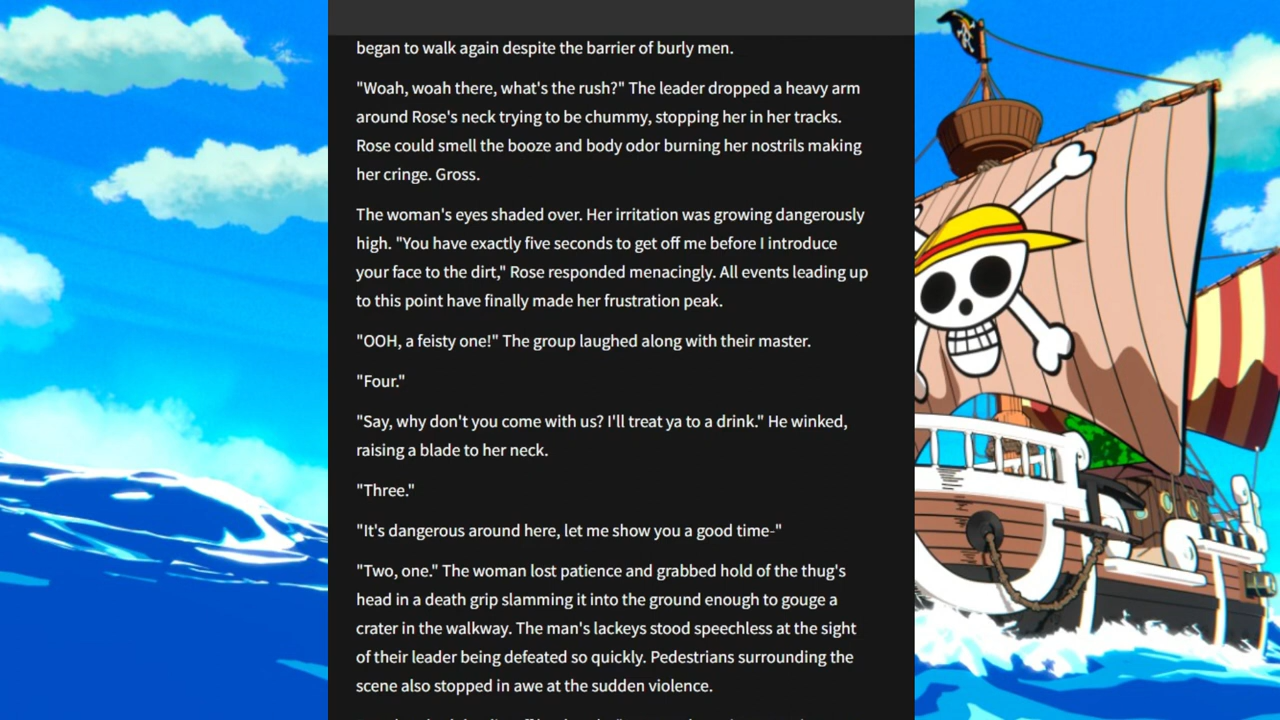 began to walk again despite the barrier of burly men.
"Woah, woah there, what's the rush?" The leader dropped a heavy arm
around Rose's neck trying to be chummy, stopping her in her tracks.
Rose could smell the booze and body odor burning her nostrils making
her cringe. Gross.
The woman's eyes shaded over. Her irritation was growing dangerously
high. "You have exactly five seconds to get off me before I introduce
your face to the dirt," Rose responded menacingly. All events leading up
to this point have finally made her frustration peak.
"OOH, a feisty one!" The group laughed along with their master.
"Four."
"Say, why don't you come with us? I'll treat ya to a drink." He winked,
raising a blade to her neck.
"Three."
"It's dangerous around here, let me show you a good time-"
"Two, one." The woman lost patience and grabbed hold of the thug's
head in a death grip slamming it into the ground enough to gouge a
crater in the walkway. The man's lackeys stood speechless at the sight
of their leader being defeated so quickly. Pedestrians surrounding the
scene also stopped in awe at the sudden violence.